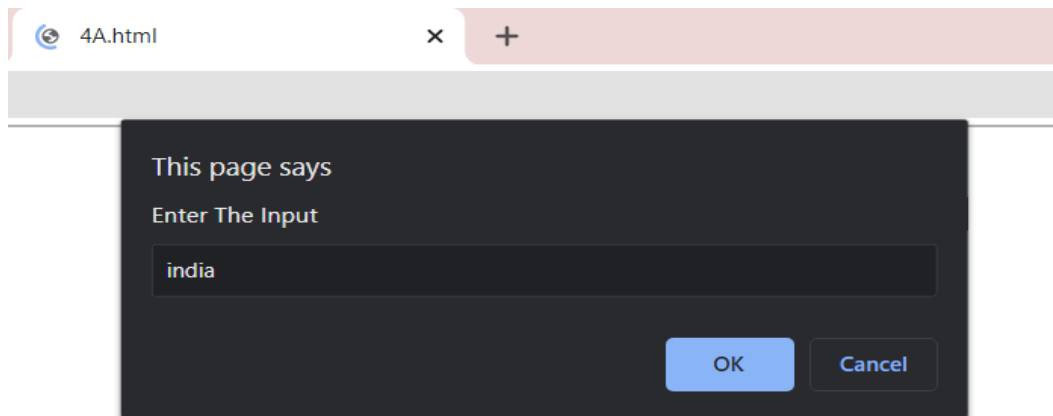 4A.html
This page says
Enter The Input
india
OK Cancel